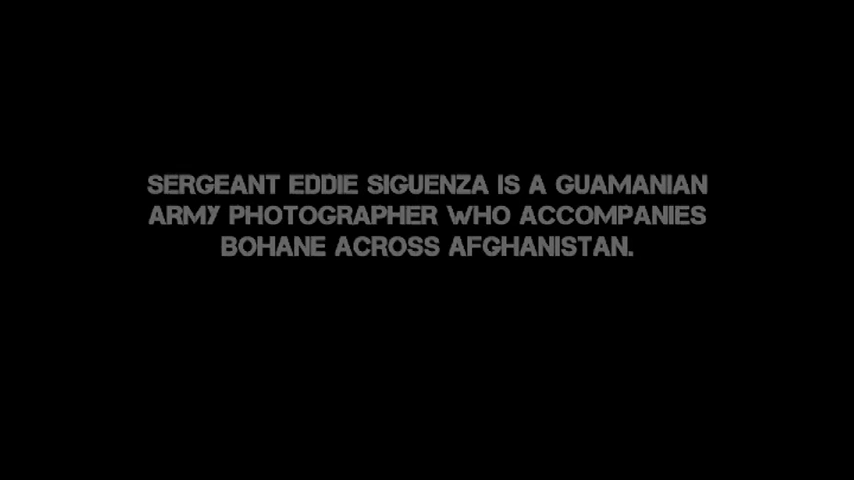 SERGEANT EDDIE SIGUENZA IS A GUAMANIAN
ARMY PHOTOGRAPHER WHO ACCOMPANIES
BOHANE ACROSS AFGHANISTAN.